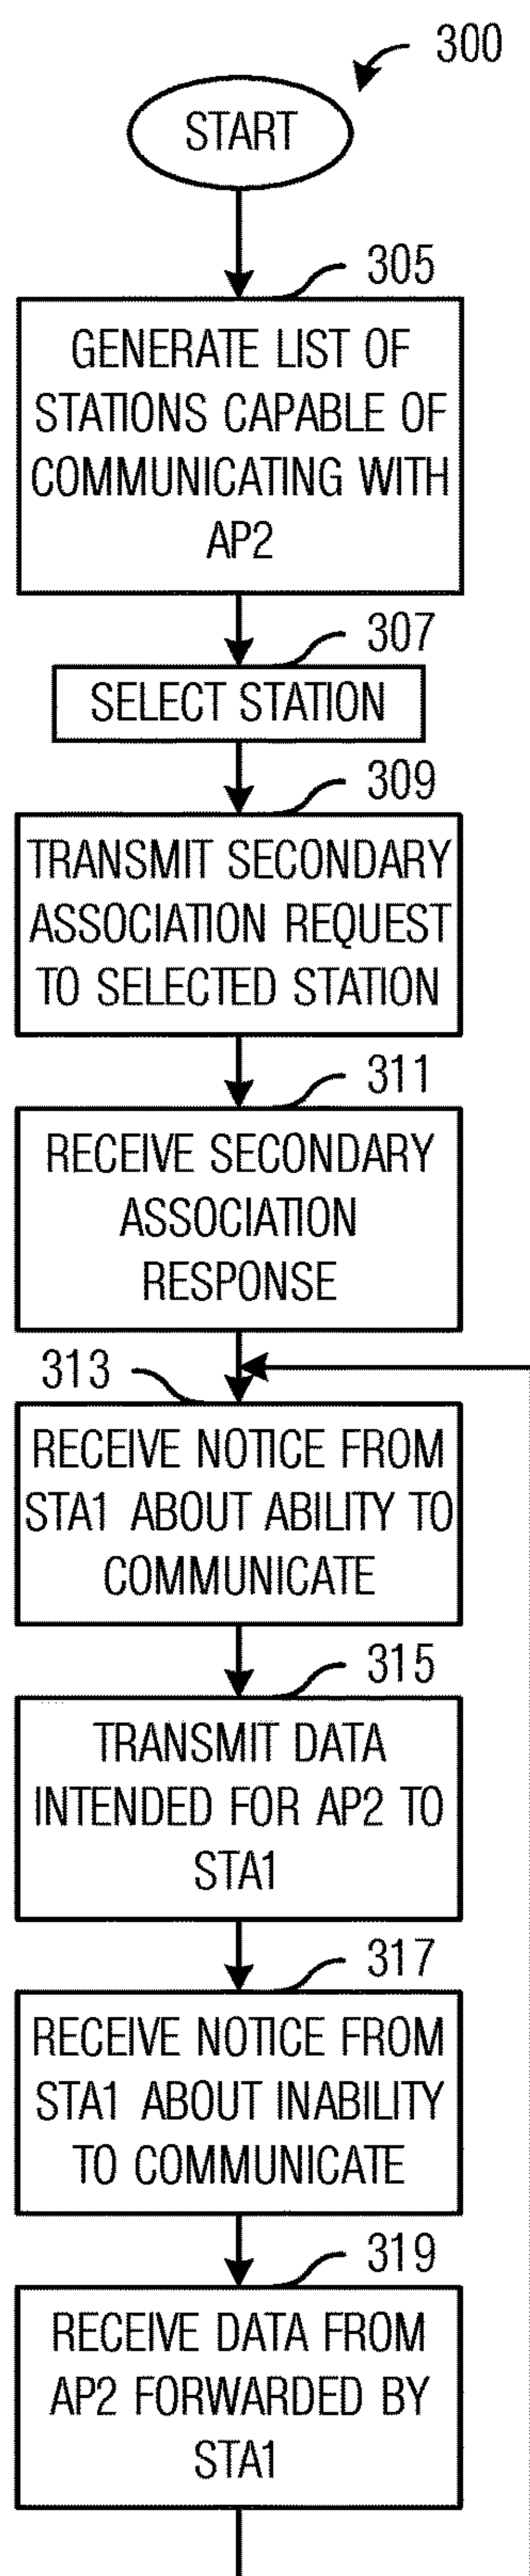 300
START
305
GENERATE LIST OF
STATIONS CAPABLE OF
COMMUNICATING WITH
AP2
307
SELECT STATION
309
TRANSMIT SECONDARY
ASSOCIATION REQUEST
TO SELECTED STATION
311
RECEIVE SECONDARY
ASSOCIATION
RESPONSE
313
RECEIVE NOTICE FROM
STA1 ABOUT ABILITY TO
COMMUNICATE
315
TRANSMIT DATA
INTENDED FOR AP2 TO
STA1
317
RECEIVE NOTICE FROM
STA1 ABOUT INABILITY
TO COMMUNICATE
319
RECEIVE DATA FROM
AP2 FORWARDED BY
STA1